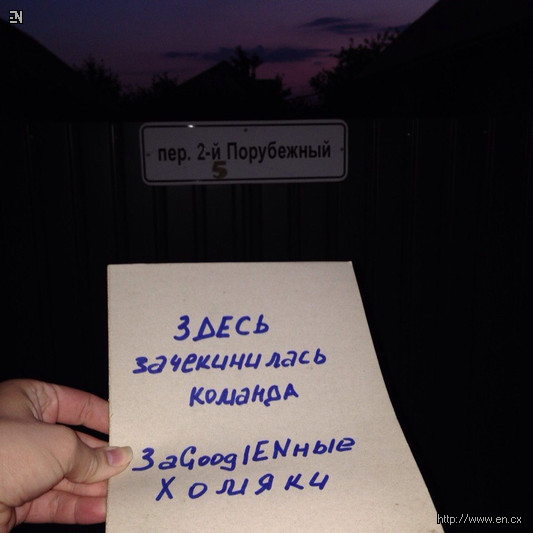 EN
пер. 2-й Порубежный
5
ЗДЕСЬ
зачекинилась
команда
ЗаGooglENные
Хомяки
http://www.en.cx